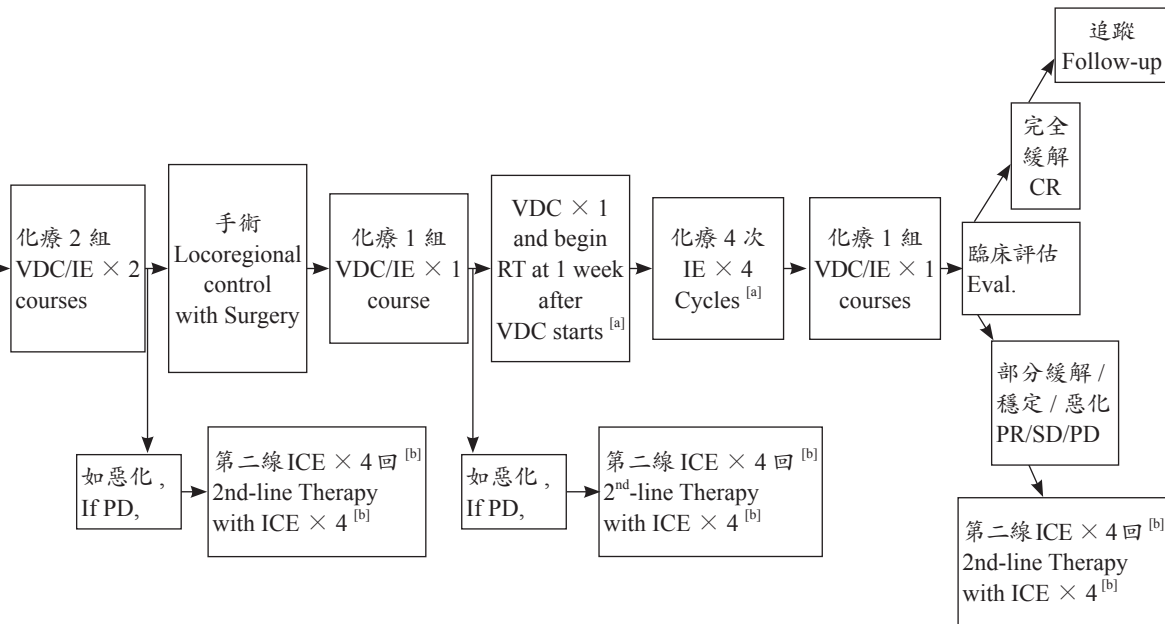 追蹤
Follow-up
完全
緩解
CR
化療 2 組
VDC/IE × 2
courses
手術
Locoregional
control
with Surgery
化療 1 組
VDC/IE × 1
course
VDC × 1
and begin
RT at 1 week
after
VDC starts [a]
化療 4 次
IE × 4
Cycles [a]
化療 1 組
VDC/IE × 1
courses
臨床評估
Eval.
部分緩解 /
穩定 / 惡化
PR/SD/PD
如惡化 ,
If PD,
第二線 ICE × 4 回 [b]
2nd-line Therapy
with ICE × 4 [b]
如惡化 ,
If PD,
第二線 ICE × 4 回 [b]
2nd-line Therapy
with ICE × 4 [b]
第二線 ICE × 4 回 [b]
2nd-line Therapy
with ICE × 4 [b]